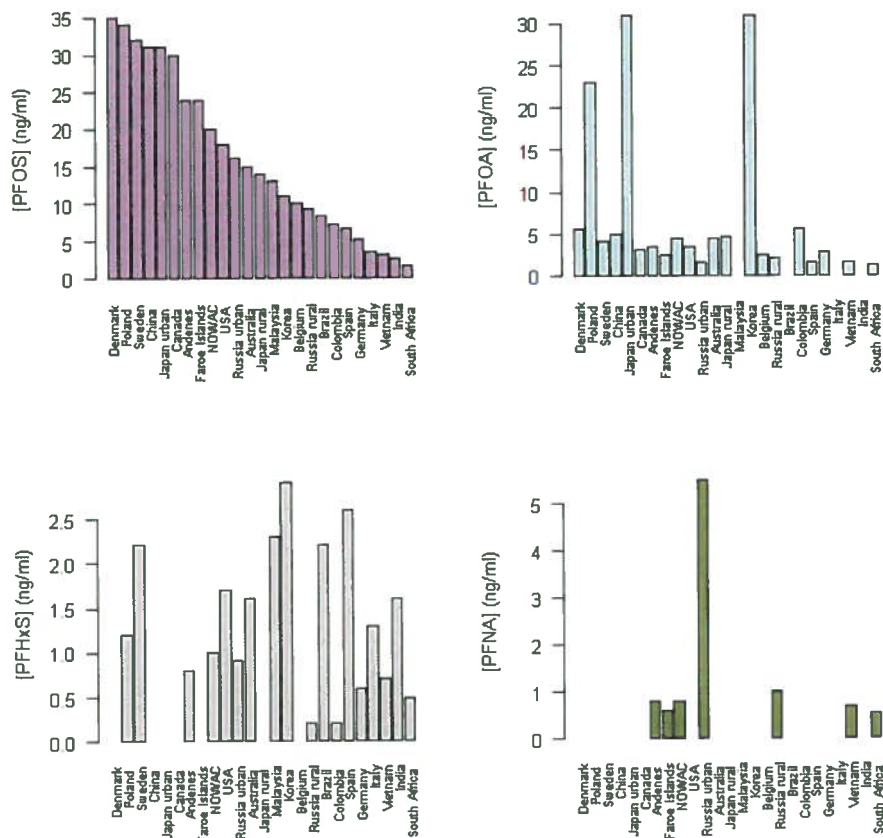 [PFOS] (ng/ml)
35
30
25
20
15
10
5
0
Denmark
Poland
Sweden
China
Japan urban
Canada
Andenes
Faroe Islands
NOWAC
USA
Russia urban
Australia
Japan rural
Malaysia
Korea
Belgium
Russia rural
Brazil
Colombia
Spain
Germany
Italy
Vietnam
India
South Africa
[PFOA] (ng/ml)
30
25
20
15
10
5
0
Denmark
Poland
Sweden
China
Japan urban
Canada
Andenes
Faroe Islands
NOWAC
USA
Russia urban
Australia
Japan rural
Malaysia
Korea
Belgium
Russia rural
Brazil
Colombia
Spain
Germany
Italy
Vietnam
India
South Africa
[PFHxS] (ng/ml)
2.5
2.0
1.5
1.0
0.5
0.0
Denmark
Poland
Sweden
China
Japan urban
Canada
Andenes
Faroe Islands
NOWAC
USA
Russia urban
Australia
Japan rural
Malaysia
Korea
Belgium
Russia rural
Brazil
Colombia
Spain
Germany
Italy
Vietnam
India
South Africa
[PFNA] (ng/ml)
5
4
3
2
1
0
Denmark
Poland
Sweden
China
Japan urban
Canada
Andenes
Faroe Islands
NOWAC
USA
Russia urban
Australia
Japan rural
Malaysia
Korea
Belgium
Russia rural
Brazil
Colombia
Spain
Germany
Italy
Vietnam
India
South Africa